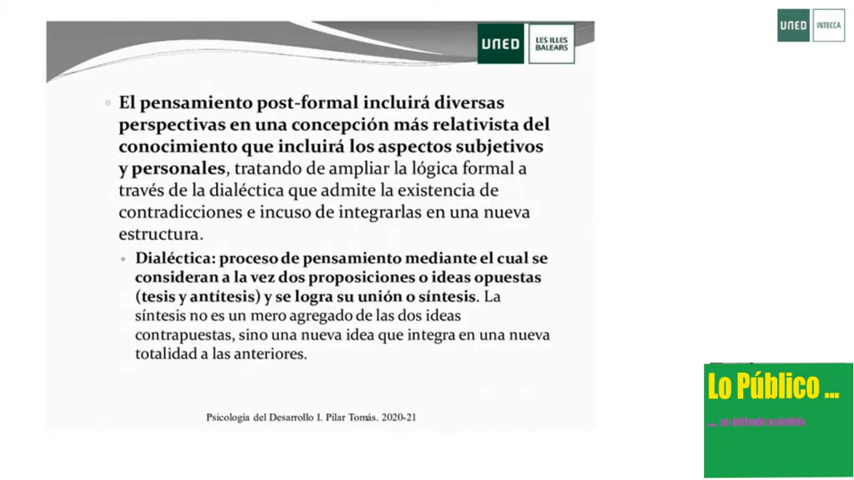 UNED
LES ILLES
BALEARS
UNED
INTECCA
El pensamiento post-formal incluirá diversas
perspectivas en una concepción más relativista del
conocimiento que incluirá los aspectos subjetivos
y personales, tratando de ampliar la lógica formal a
través de la dialéctica que admite la existencia de
contradicciones e incuso de integrarlas en una nueva
estructura.
Dialéctica: proceso de pensamiento mediante el cual se
consideran a la vez dos proposiciones o ideas opuestas
(tesis y antítesis) y se logra su unión o síntesis. La
síntesis no es un mero agregado de las dos ideas
contrapuestas, sino una nueva idea que integra en una nueva
totalidad a las anteriores.
Lo Público ...
Psicología del Desarrollo I. Pilar Tomás. 2020-21